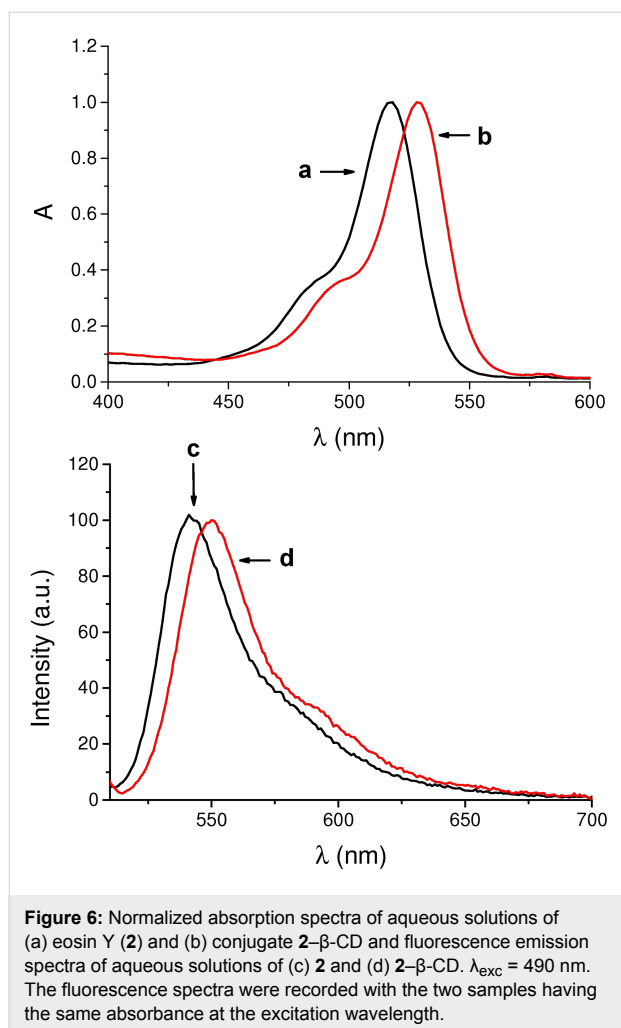 1.2
1.0
b
a
0.8
A
0.6
0.4
0.2
0.0
400 450 500 550 600
λ (nm)
c
120
100
d
80
Intensity (a.u.)
60
40
20
0
550 600 650 700
λ (nm)
Figure 6: Normalized absorption spectra of aqueous solutions of
(a) eosin Y (2) and (b) conjugate 2–β-CD and fluorescence emission
spectra of aqueous solutions of (c) 2 and (d) 2–β-CD. λexc = 490 nm.
The fluorescence spectra were recorded with the two samples having
the same absorbance at the excitation wavelength.